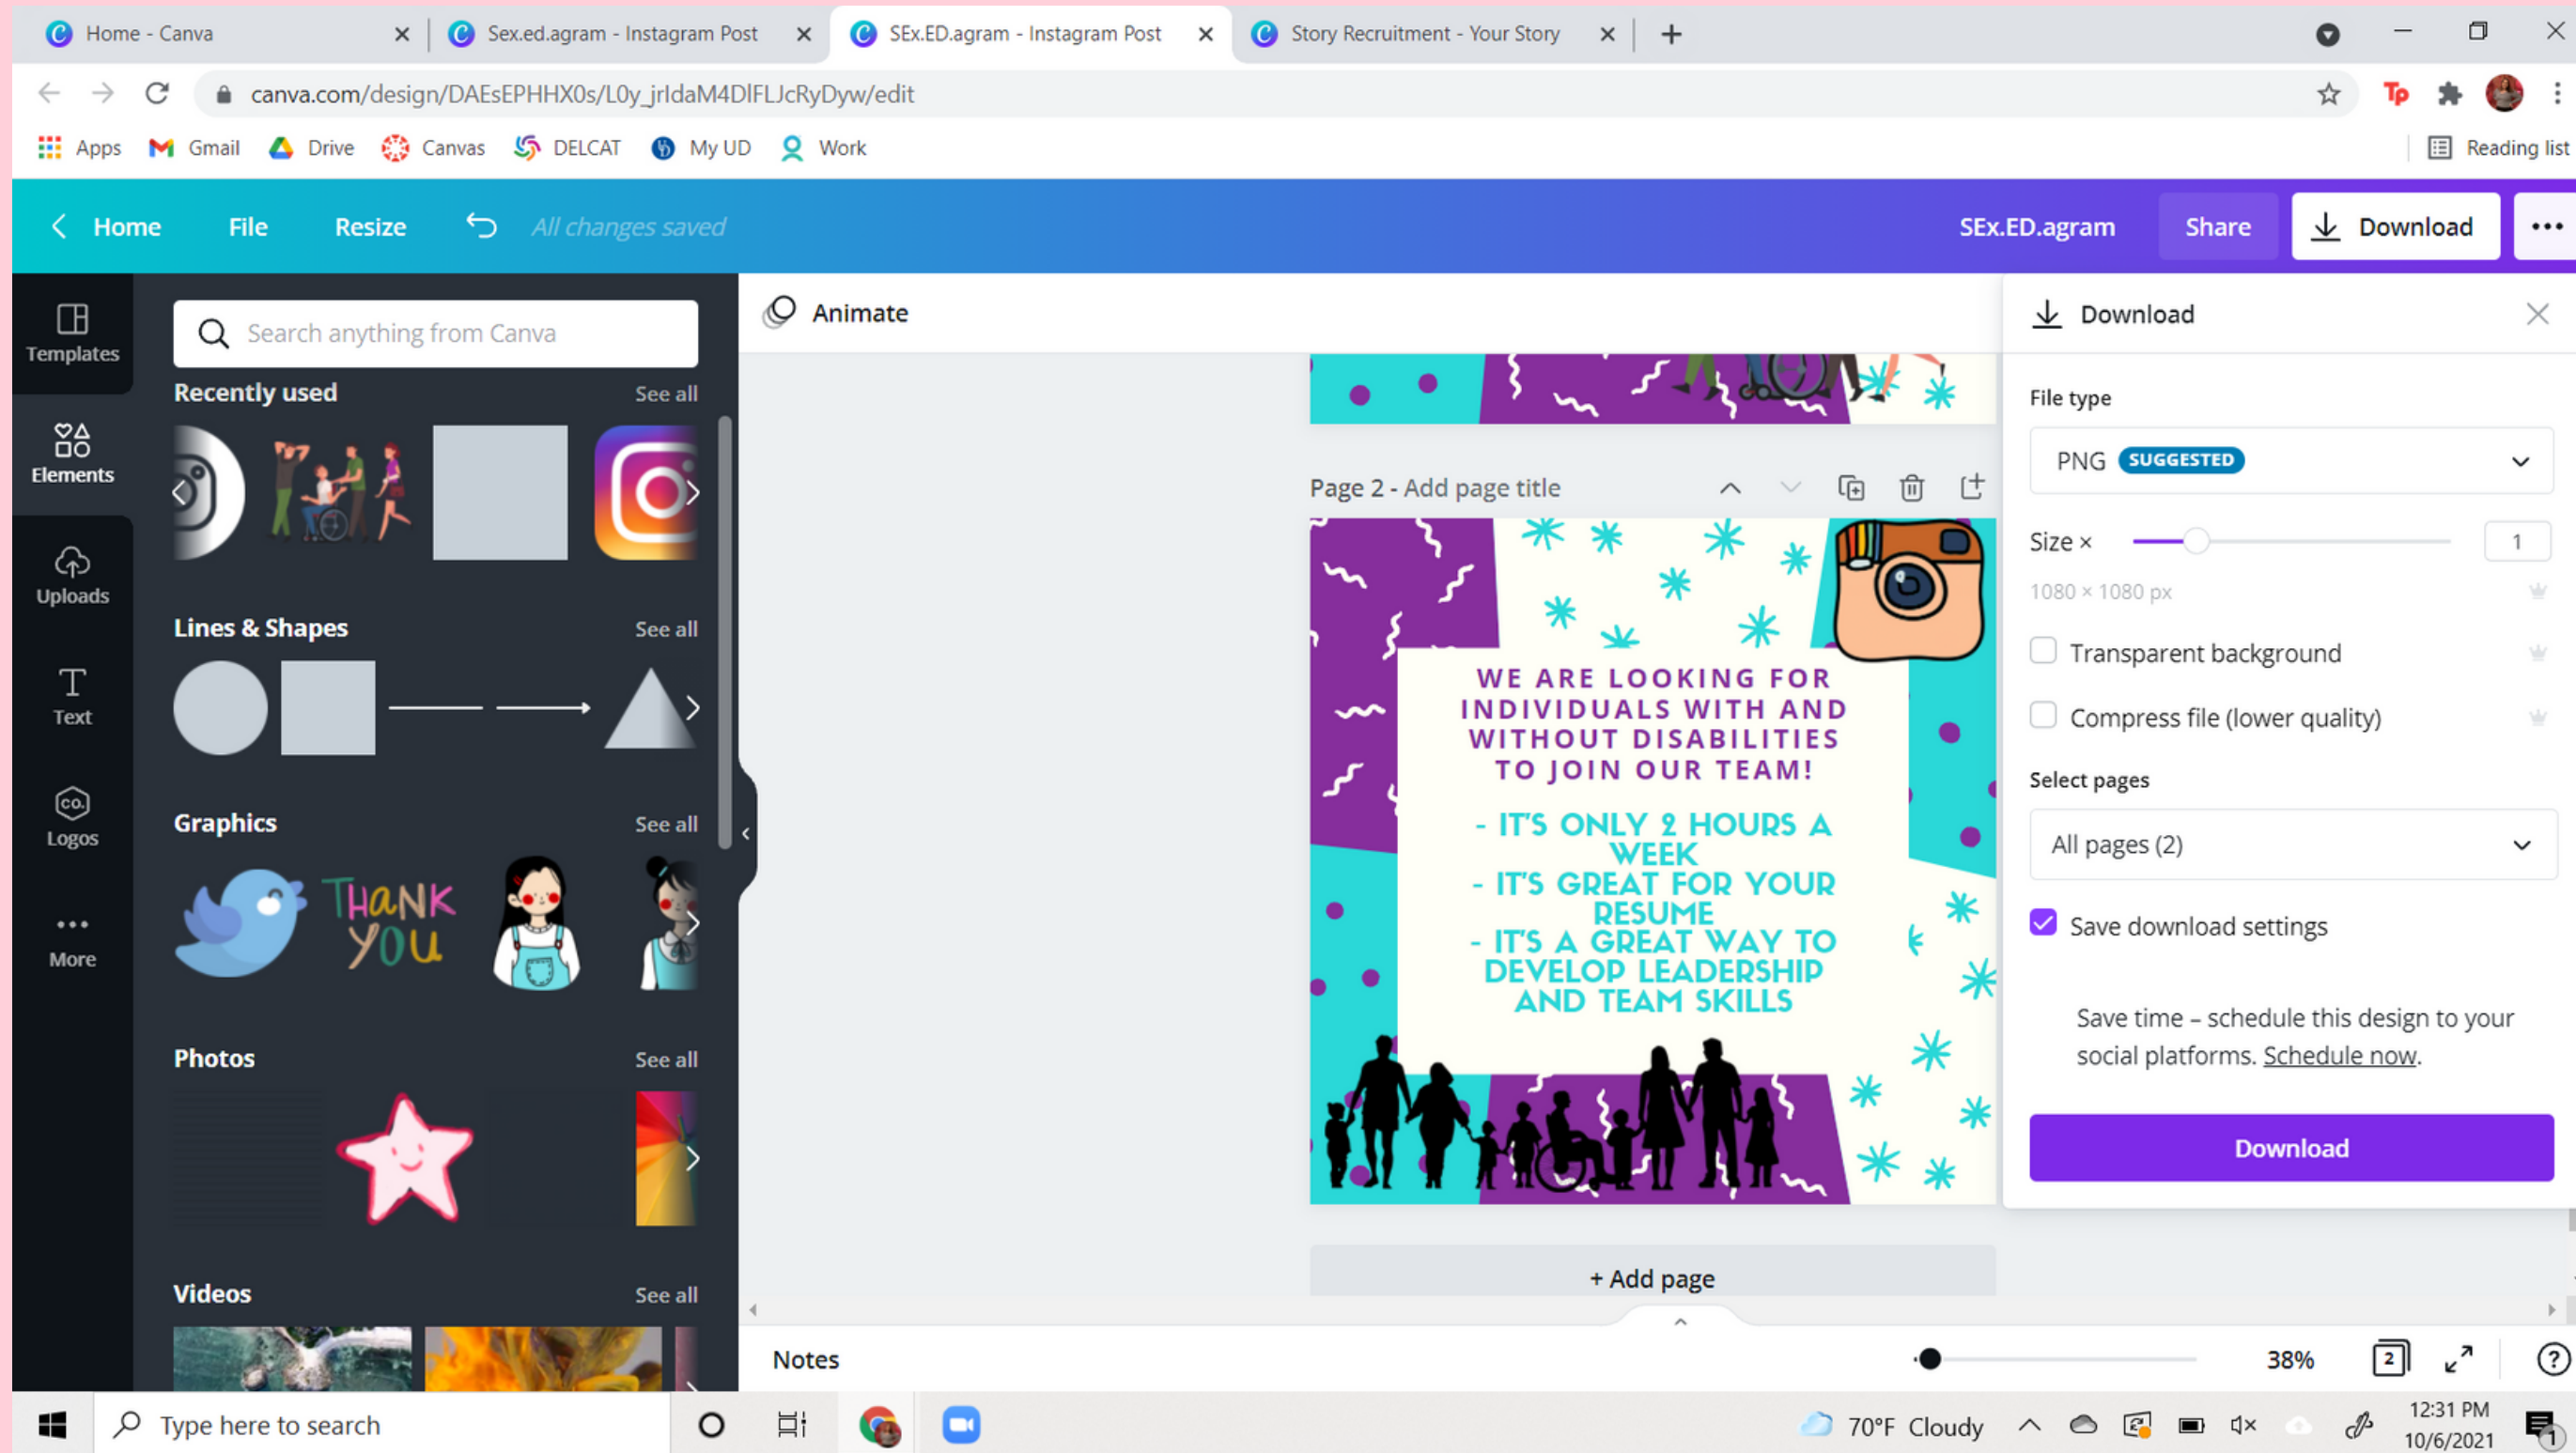 Home - Canva
Sex.ed.agram - Instagram Post
SEx.ED.agram - Instagram Post
Story Recruitment - Your Story
canva.com/design/DAEsEPHHX0s/L0y_jrIdaM4DlFLJcRyDyw/edit
Tp
Apps
Gmail
Drive
Canvas
DELCAT
My UD
Work
Reading list
Home
File
Resize
All changes saved
SEx.ED.agram
Share
Download
Templates
Elements
Uploads
Text
CO.
Logos
More
Search anything from Canva
Recently used
See all
Lines & Shapes
See all
Graphics
See all
THANK
YOU
Photos
See all
Videos
See all
Animate
Page 2 - Add page title
WE ARE LOOKING FOR
INDIVIDUALS WITH AND
WITHOUT DISABILITIES
TO JOIN OUR TEAM!
- IT'S ONLY 2 HOURS A
WEEK
- IT'S GREAT FOR YOUR
RESUME
- IT'S A GREAT WAY TO
DEVELOP LEADERSHIP
AND TEAM SKILLS
+ Add page
Notes
38%
2
?
Download
File type
PNG SUGGESTED
Size ×
1
1080 × 1080 px
Transparent background
Compress file (lower quality)
Select pages
All pages (2)
Save download settings
Save time – schedule this design to your
social platforms. Schedule now.
Download
Type here to search
70°F Cloudy
12:31 PM
10/6/2021
1